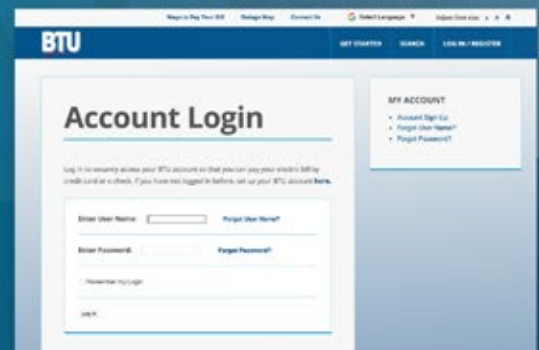 Ways to Pay Your Bill Outage Map Contact Us Select Language ▼ Adjust font size: A A A
BTU
GET STARTED SEARCH LOG IN / REGISTER
Account Login
Log in to securely access your BTU account so that you can pay your electric bill by
credit card or e-check. If you have not logged in before, set up your BTU account here.
Enter User Name: Forgot User Name?
Enter Password: Forgot Password?
Remember my Login
MY ACCOUNT
• Account Sign Up
• Forgot User Name?
• Forgot Password?